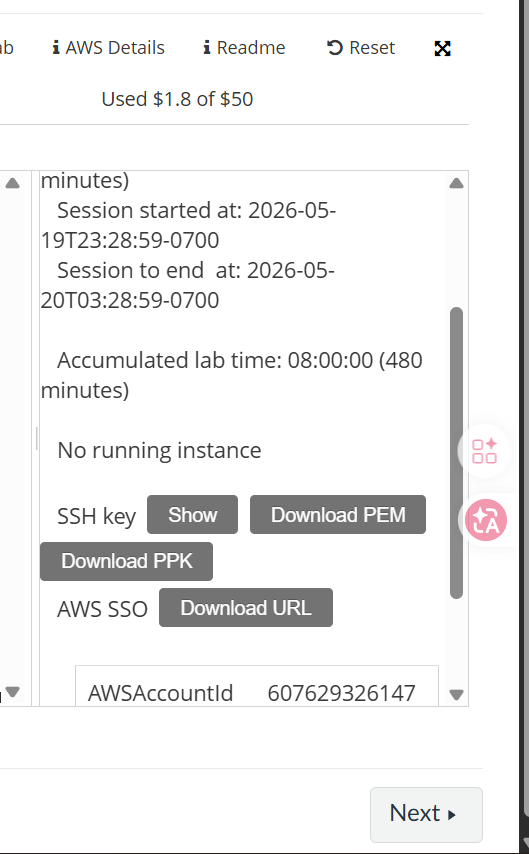 ab AWS Details Readme Reset
Used $1.8 of $50
minutes)
Session started at: 2026-05-
19T23:28:59-0700
Session to end at: 2026-05-
20T03:28:59-0700
Accumulated lab time: 08:00:00 (480
minutes)
No running instance
SSH key Show Download PEM
Download PPK
AWS SSO Download URL
AWSAccountId 607629326147
Next